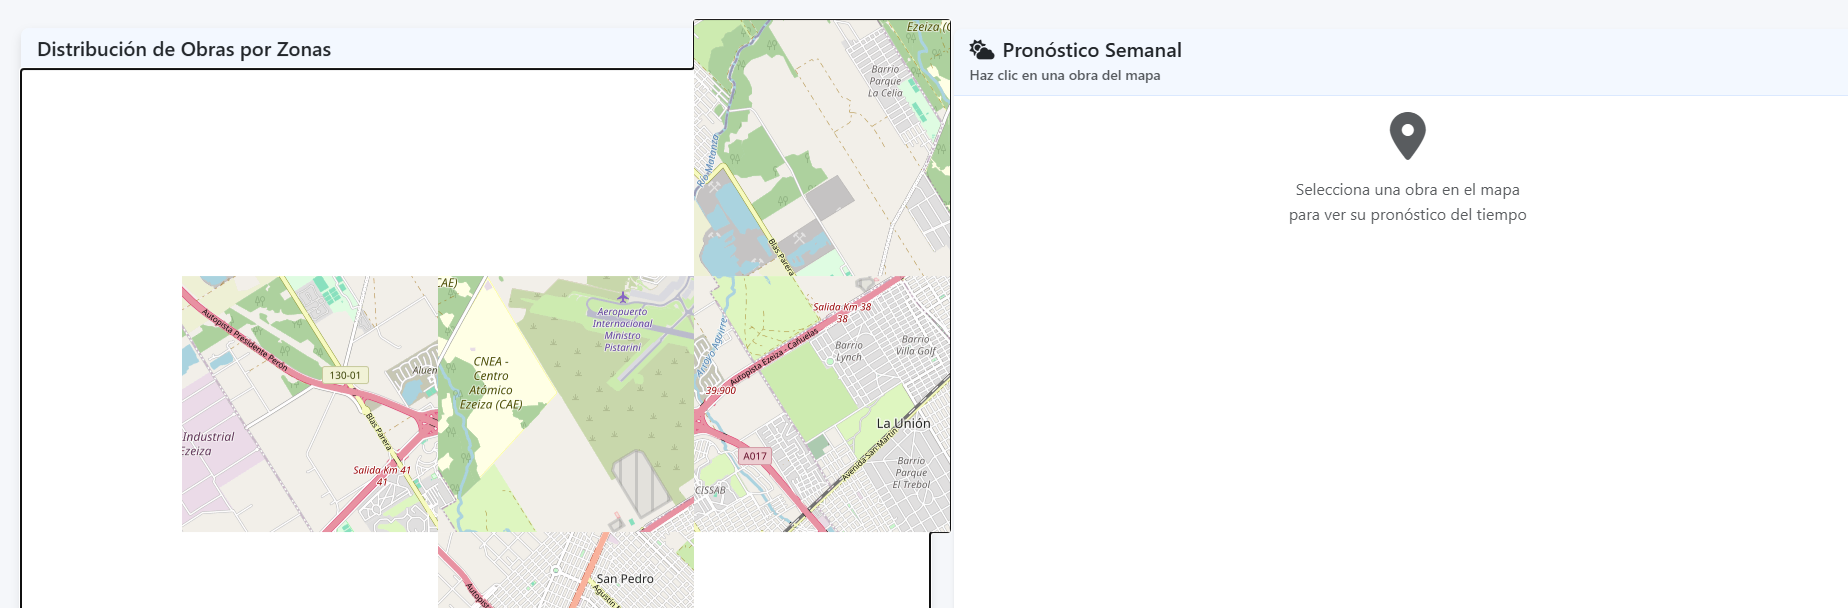 Distribución de Obras por Zonas
Pronóstico Semanal
Haz clic en una obra del mapa
Selecciona una obra en el mapa
para ver su pronóstico del tiempo
Ezeiza (C
Barrio
Parque
La Celia
Río Matanza
Blas Parera
Autopista Presidente Perón
130-01
Aluen
Blas Parera
Industrial
Ezeiza
Salida Km 41
41
CAE)
CNEA -
Centro
Atómico
Ezeiza (CAE)
Aeropuerto
Internacional
Ministro
Pistarini
Salida Km 38
38
Arroyo Aguirre
Autopista Ezeiza - Cañuelas
Barrio
Lynch
Barrio
Villa Golf
39.900
La Unión
A017
Avenida San Martín
CISSAB
Barrio
Parque
El Trebol
San Pedro
Autopist
Agustín